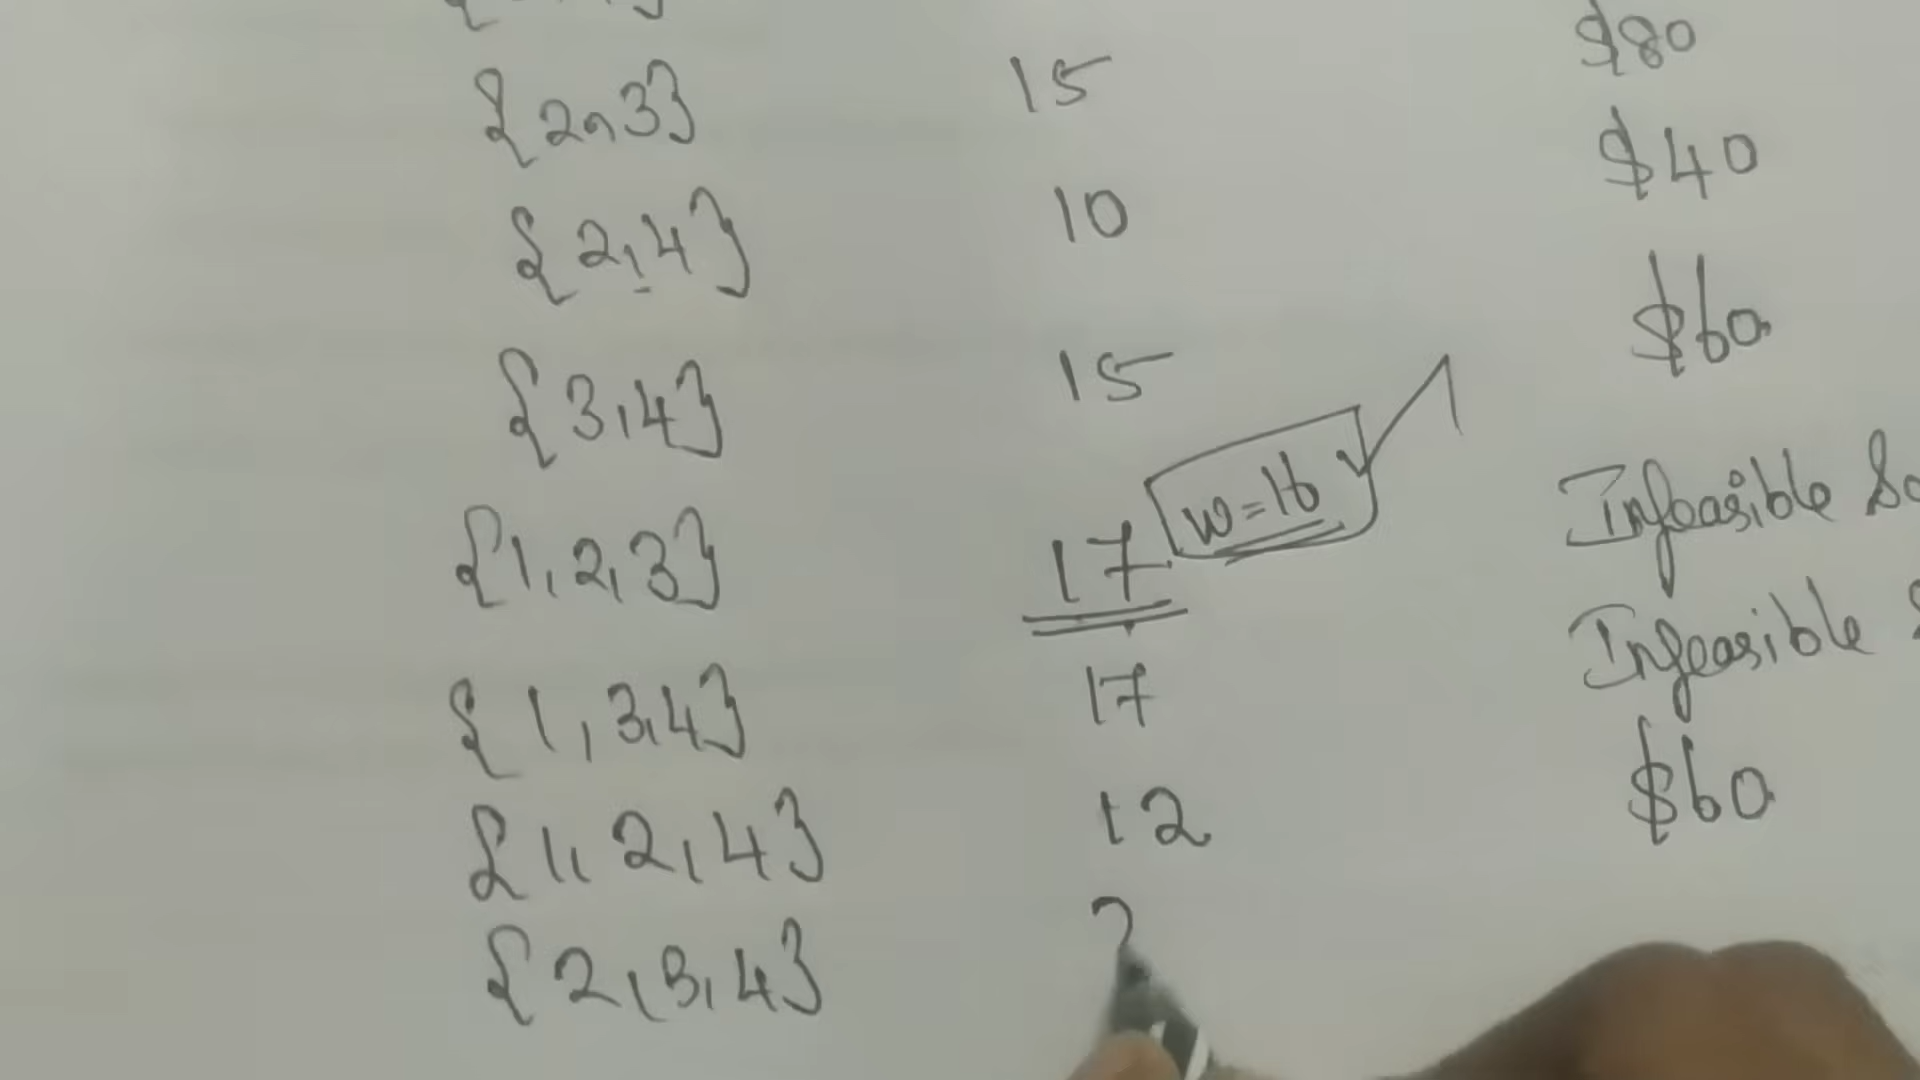 {2,3} 15 $80
{2,4} 10 $40
{3,4} 15 $60
w=16
{1,2,3} 17 Infeasible
{1,3,4} 17 Infeasible
{1,2,4} 12 $60
{2,3,4} 2